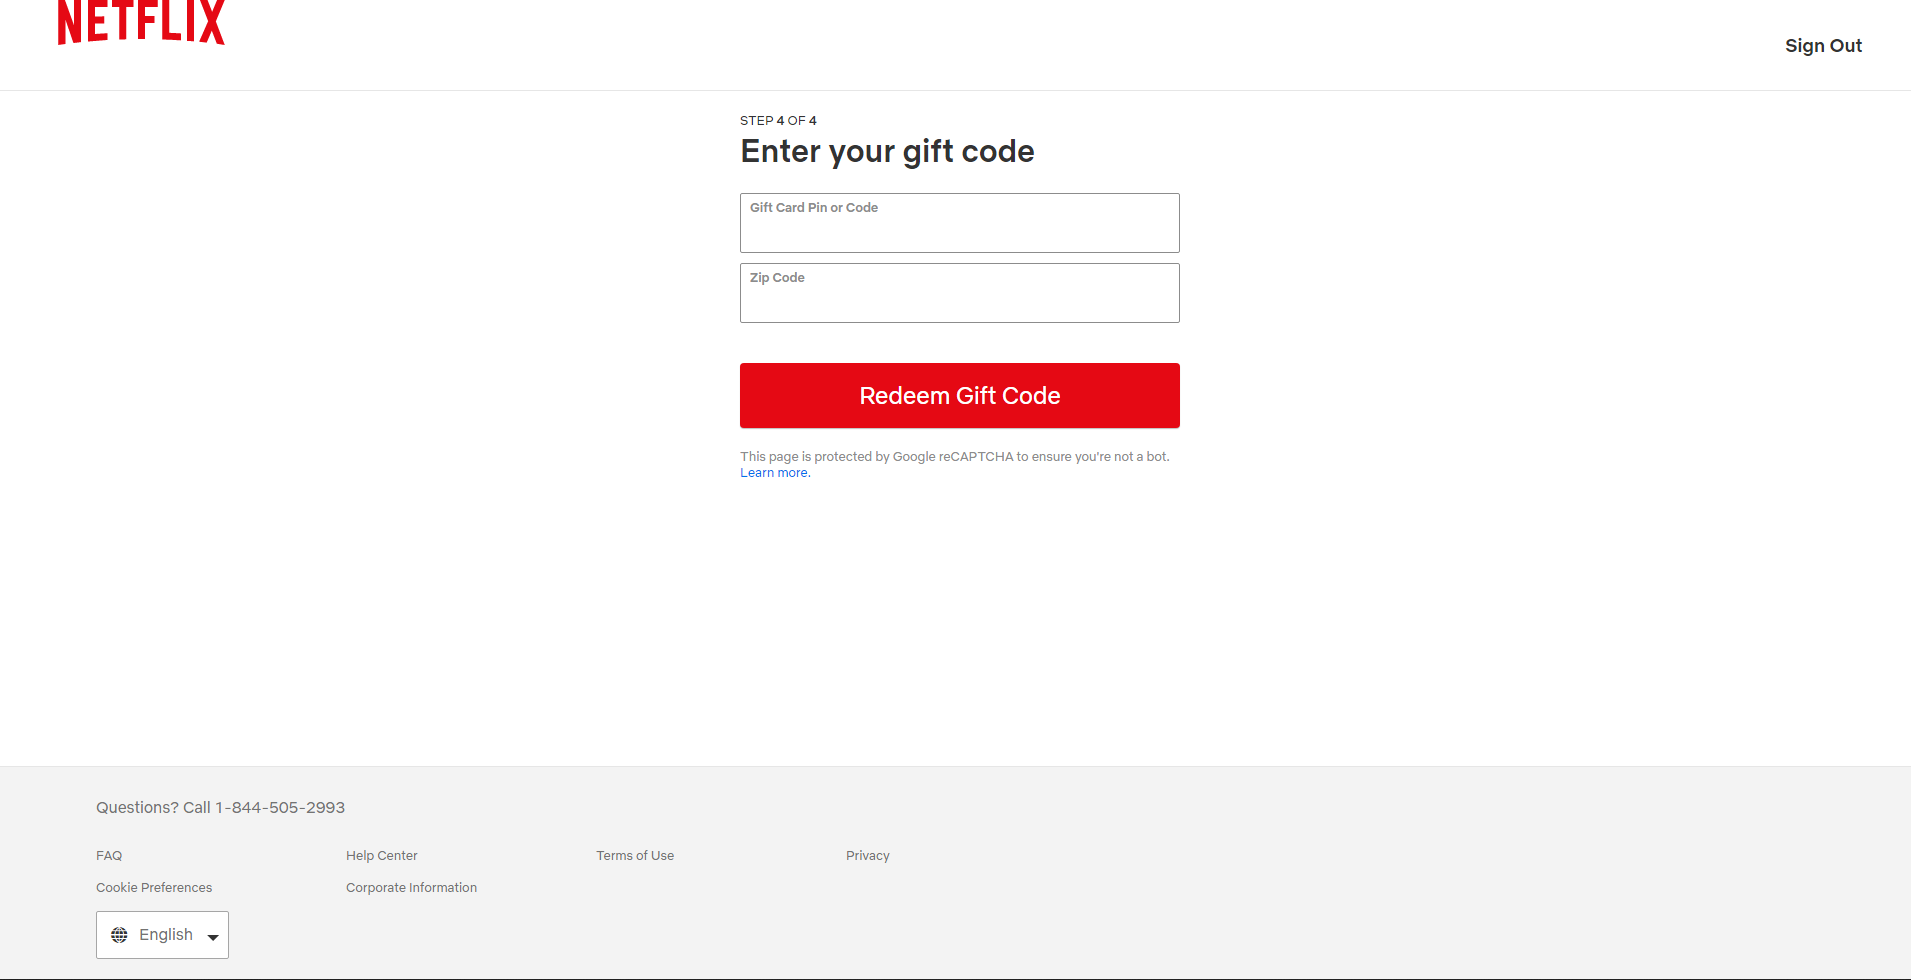 NETFLIX
Sign Out
STEP 4 OF 4
Enter your gift code
Gift Card Pin or Code
Zip Code
Redeem Gift Code
This page is protected by Google reCAPTCHA to ensure you're not a bot.
Learn more.
Questions? Call 1-844-505-2993
FAQ
Help Center
Terms of Use
Privacy
Cookie Preferences
Corporate Information
English